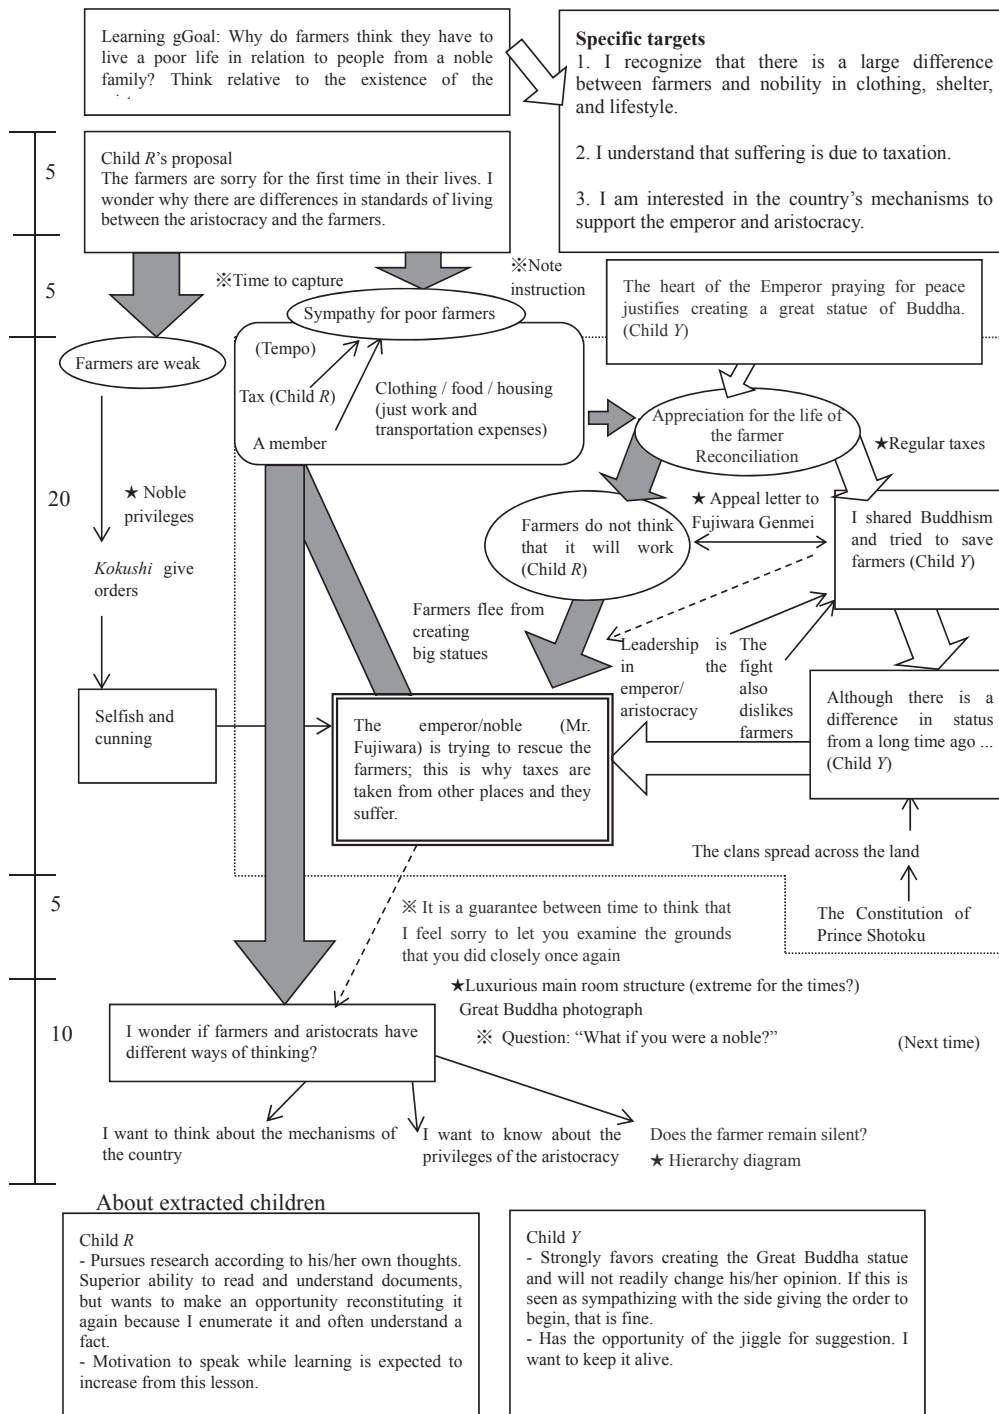 Learning gGoal: Why do farmers think they have to
live a poor life in relation to people from a noble
family? Think relative to the existence of the
Specific targets
1. I recognize that there is a large difference
between farmers and nobility in clothing, shelter,
and lifestyle.
2. I understand that suffering is due to taxation.
3. I am interested in the country's mechanisms to
support the emperor and aristocracy.
5
Child R's proposal
The farmers are sorry for the first time in their lives. I
wonder why there are differences in standards of living
between the aristocracy and the farmers.
5
※Time to capture
※Note
instruction
Sympathy for poor farmers
The heart of the Emperor praying for peace
justifies creating a great statue of Buddha.
(Child Y)
Farmers are weak
(Tempo)
Tax (Child R)
Clothing / food / housing
(just work and
transportation expenses)
A member
Appreciation for the life of
the farmer
Reconciliation
★Regular taxes
20
★ Noble
privileges
Kokushi give
orders
Farmers do not think
that it will work
(Child R)
★ Appeal letter to
Fujiwara Genmei
I shared Buddhism
and tried to save
farmers (Child Y)
Farmers flee from
creating
big statues
Leadership is
in the
emperor/
aristocracy
The
fight
also
dislikes
farmers
Selfish and
cunning
The emperor/noble (Mr.
Fujiwara) is trying to rescue the
farmers; this is why taxes are
taken from other places and they
suffer.
Although there is a
difference in status
from a long time ago ...
(Child Y)
The clans spread across the land
5
※ It is a guarantee between time to think that
I feel sorry to let you examine the grounds
that you did closely once again
The Constitution of
Prince Shotoku
10
★Luxurious main room structure (extreme for the times?)
Great Buddha photograph
※ Question: "What if you were a noble?"
(Next time)
I wonder if farmers and aristocrats have
different ways of thinking?
I want to think about the mechanisms of
the country
I want to know about the
privileges of the aristocracy
Does the farmer remain silent?
★ Hierarchy diagram
About extracted children
Child R
- Pursues research according to his/her own thoughts.
Superior ability to read and understand documents,
but wants to make an opportunity reconstituting it
again because I enumerate it and often understand a
fact.
- Motivation to speak while learning is expected to
increase from this lesson.
Child Y
- Strongly favors creating the Great Buddha statue
and will not readily change his/her opinion. If this is
seen as sympathizing with the side giving the order to
begin, that is fine.
- Has the opportunity of the jiggle for suggestion. I
want to keep it alive.